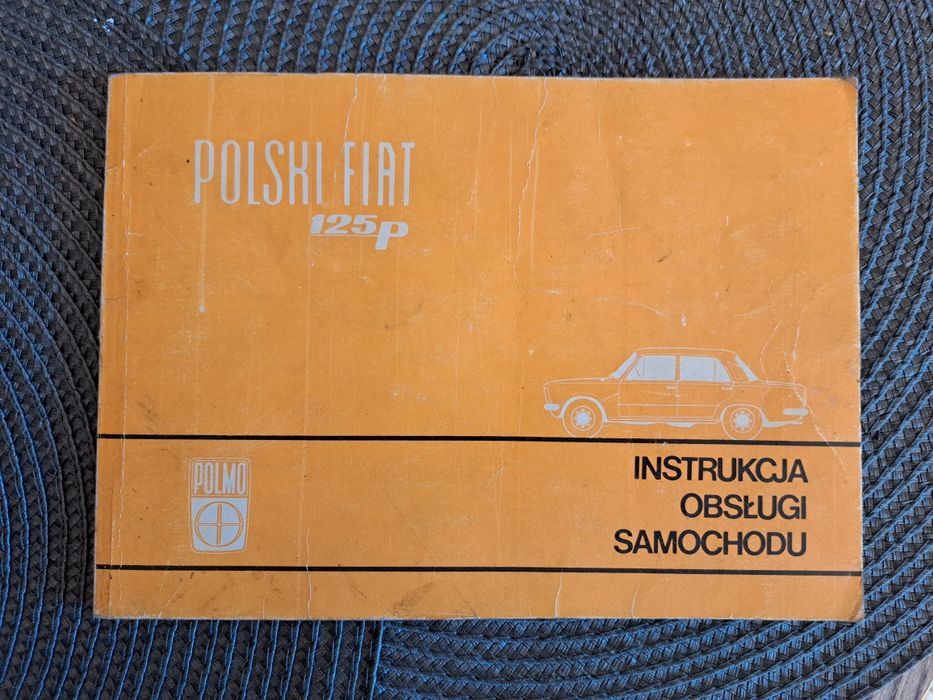 POLSKI FIAT
125p
POLMO
INSTRUKCJA
OBSŁUGI
SAMOCHODU